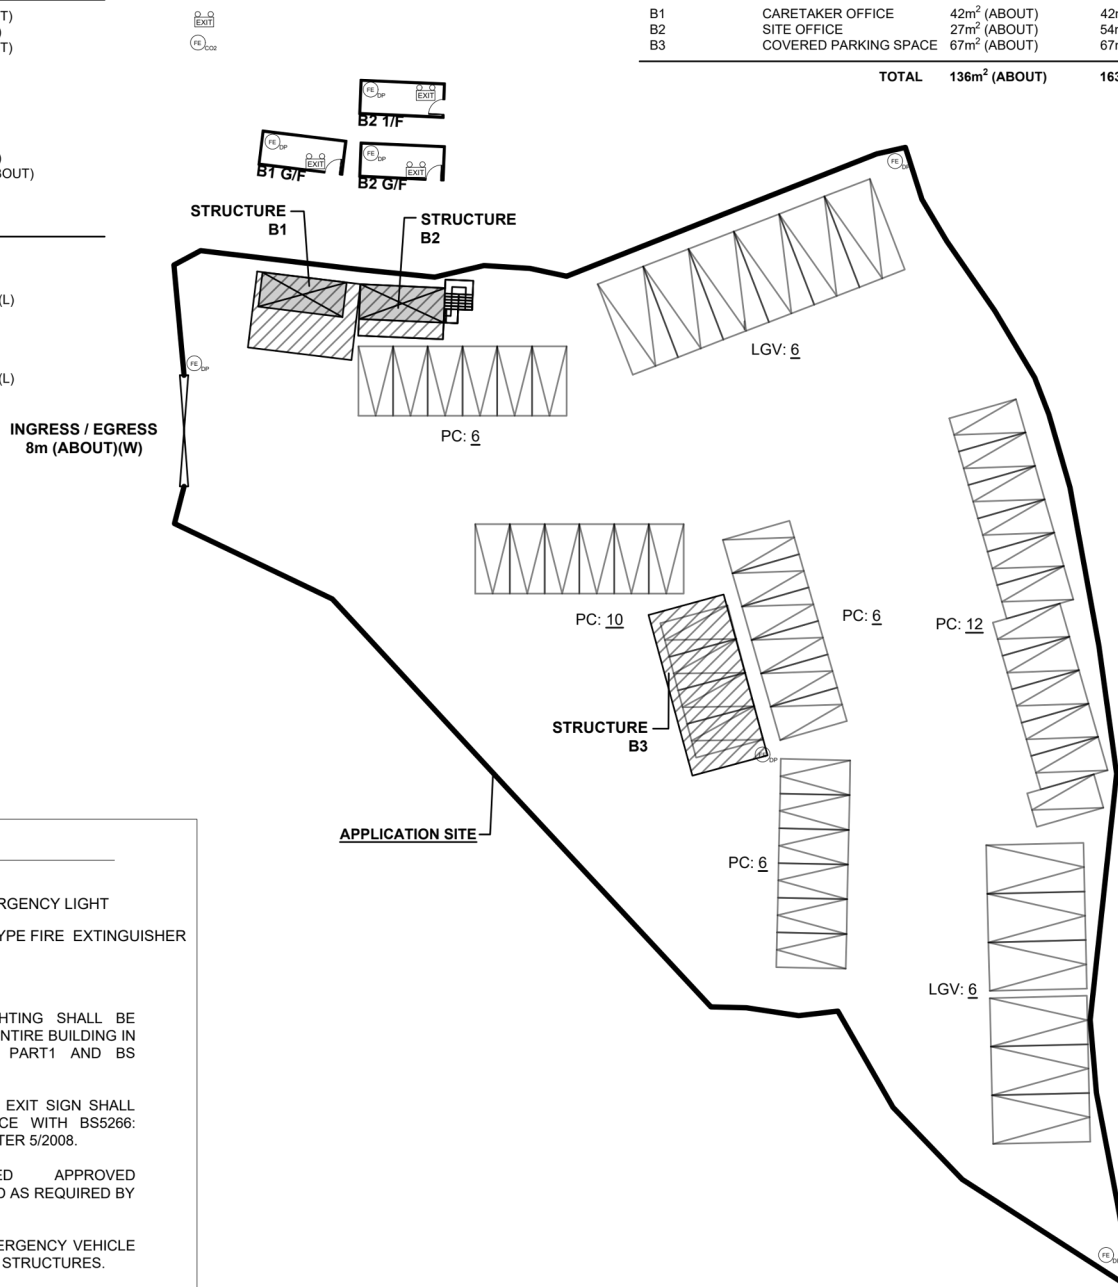 T)
)
T)
EXIT
FE CO2
)
BOUT)
(L)
(L)
B1 CARETAKER OFFICE 42m² (ABOUT) 42
B2 SITE OFFICE 27m² (ABOUT) 54
B3 COVERED PARKING SPACE 67m² (ABOUT) 67
TOTAL 136m² (ABOUT) 163
FE DP EXIT
B2 1/F
FE DP EXIT
B1 G/F
FE DP EXIT
B2 G/F
STRUCTURE
B1
STRUCTURE
B2
FE DP
LGV: 6
FE DP
PC: 6
INGRESS / EGRESS
8m (ABOUT)(W)
PC: 10
PC: 6
PC: 12
STRUCTURE
B3
FE DP
APPLICATION SITE
PC: 6
LGV: 6
FE DP
RGENCY LIGHT
YPE FIRE EXTINGUISHER
HTING SHALL BE
NTIRE BUILDING IN
PART1 AND BS
EXIT SIGN SHALL
CE WITH BS5266:
TER 5/2008.
ED APPROVED
D AS REQUIRED BY
ERGENCY VEHICLE
STRUCTURES.